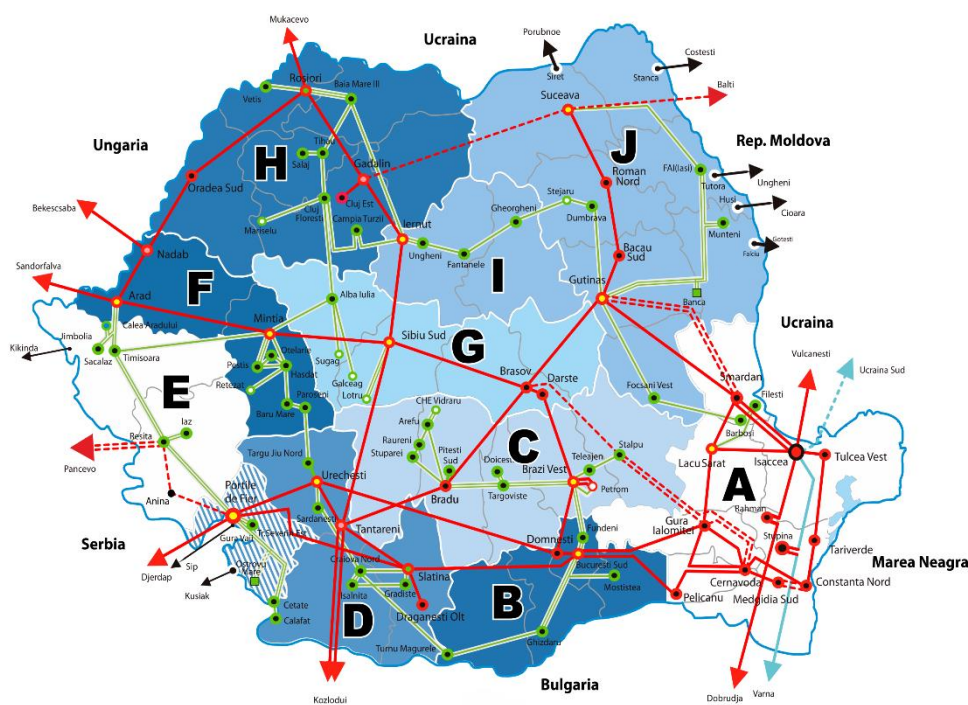 Mukacevo
Ucraina
Porubnoe
Costesti
Siret
Stanca
Rosiori
Baia Mare III
Vetis
Suceava
Balti
Ungaria
Tihau
Salaj
H
Gadalin
J
Rep. Moldova
Oradea Sud
Cluj Est
Roman
Nord
FAI(Iasi)
Tutora
Ungheni
Husi
Cioara
Bekescsaba
Mariselu
Cluj
Floresti
Campia Turzii
Iernut
Gheorgheni
Stejaru
Dumbrava
Munteni
Nadab
Ungheni
Fantanele
I
Bacau
Sud
Falciu
Gotesti
Sandorfalva
Arad
F
Alba Iulia
Gutinas
Banca
Calea Aradului
Mintia
Jimbolia
Kikinda
Sacalaz
Timisoara
Otelarie
Pestis
Hasdat
Retezat
Sugag
Galceag
Lotru
Sibiu Sud
G
Brasov
Darste
Focsani Vest
Ucraina
Vulcanesti
Ucraina Sud
Smardan
Filesti
Barbosi
E
Baru Mare
Paroseni
CHE Vidraru
Arefu
Raureni
Stuparei
Pitesti
Sud
C
Doicesti
Teleajen
Stalpu
Resita
Iaz
Pancevo
Targu Jiu Nord
Bradu
Targoviste
Brazi Vest
Petrom
Lacu Sarat
Isaccea
Tulcea Vest
A
Anina
Portile
de Fier
Urechesti
Sardanesti
Tantareni
Gura
Ialomitei
Rahman
Stupina
Tariverde
Marea Neagra
Serbia
Gura Vaii
Tr.Severin Est
Djerdap
Sip
Kusiak
Ostrovu
Mare
Craiova Nord
Isalnita
Gradiste
Slatina
Domnesti
Fundeni
Bucuresti Sud
Mostistea
Pelicanu
Cernavoda
Medgidia Sud
Constanta Nord
Cetate
Calafat
D
Draganesti Olt
B
Turnu Magurele
Ghizdaru
Kozlodui
Bulgaria
Dobrudja
Varna